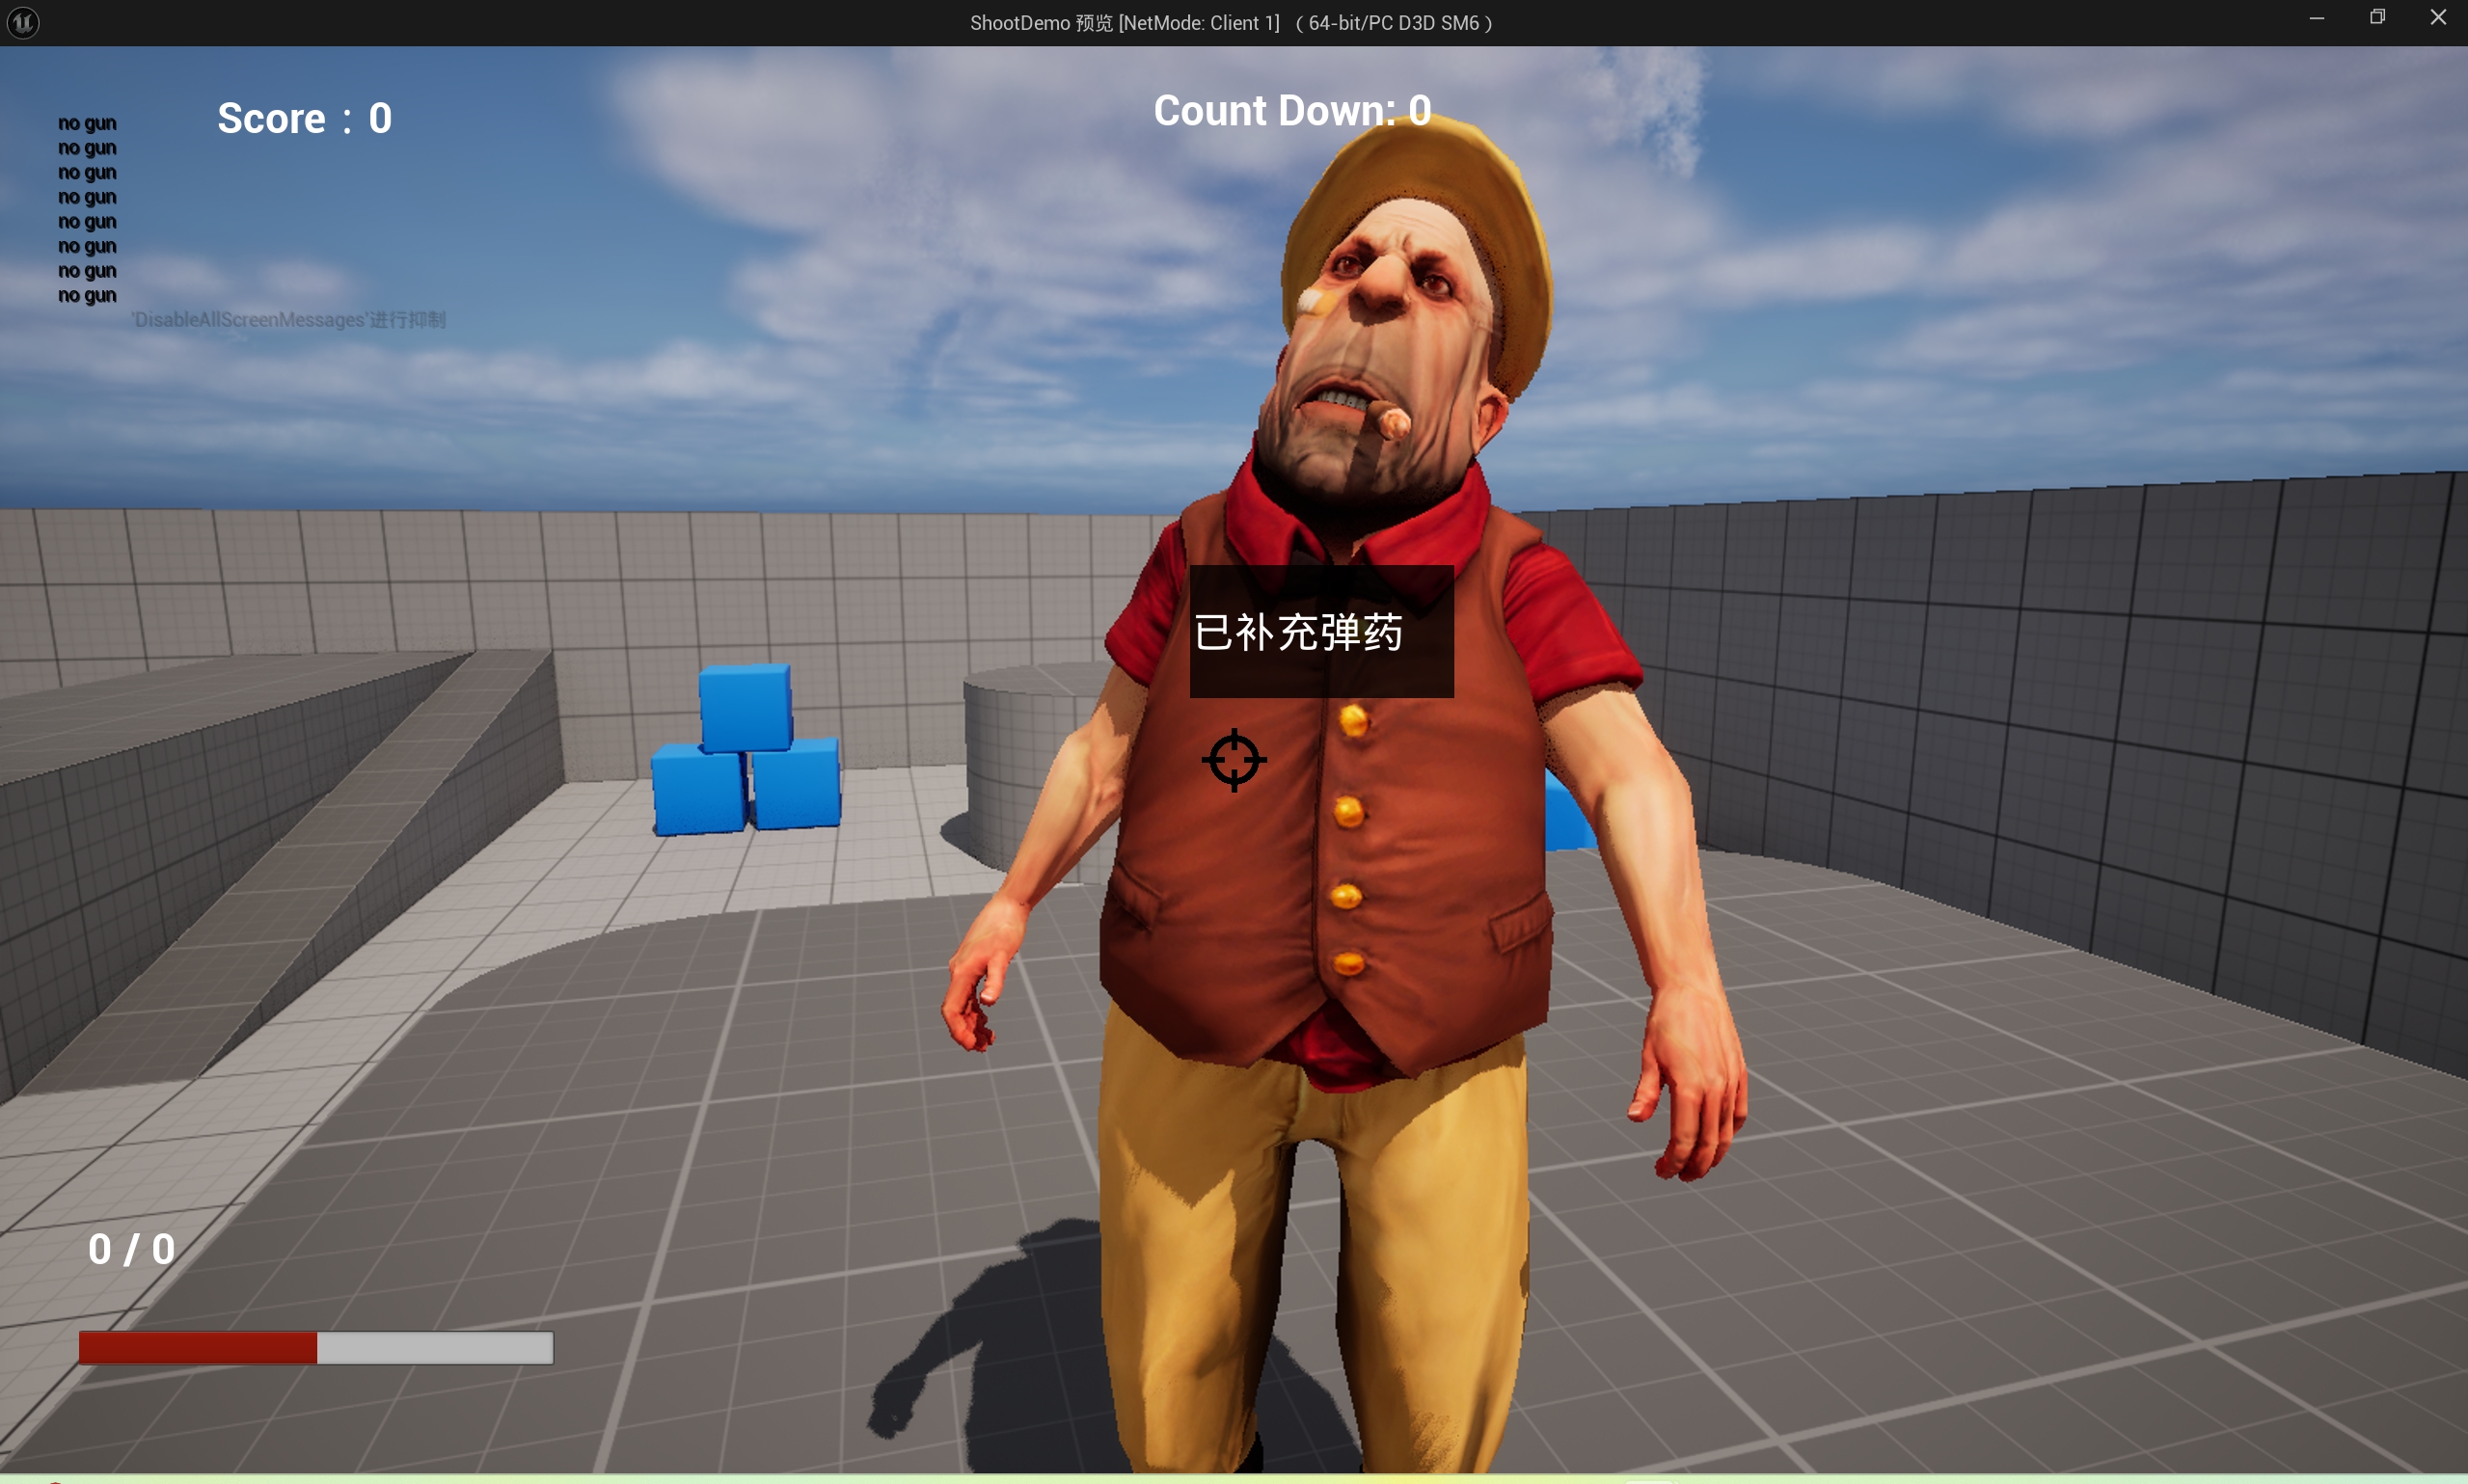 ShootDemo 预览 [NetMode: Client 1] （64-bit/PC D3D SM6）
Score：0
Count Down: 0
no gun
no gun
no gun
no gun
no gun
no gun
no gun
no gun
'DisableAllScreenMessages'进行抑制
已补充弹药
0 / 0